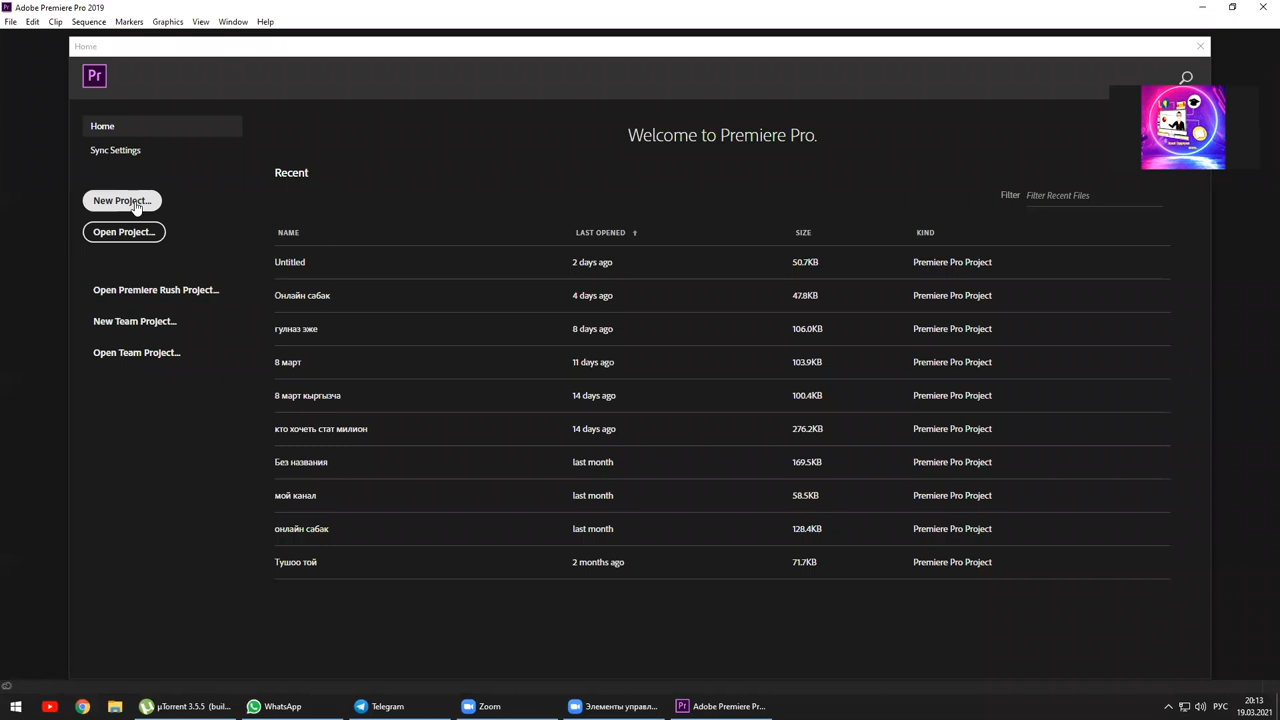 Adobe Premiere Pro 2019
File Edit Clip Sequence Markers Graphics View Window Help
Home
Pr
Home
Sync Settings
New Project...
Open Project...
Open Premiere Rush Project...
New Team Project...
Open Team Project...
Welcome to Premiere Pro.
Recent
Filter Filter Recent Files
NAME LAST OPENED SIZE KIND
Untitled 2 days ago 50.7KB Premiere Pro Project
Онлайн сабак 4 days ago 47.8KB Premiere Pro Project
гулназ эже 8 days ago 106.0KB Premiere Pro Project
8 март 11 days ago 103.9KB Premiere Pro Project
8 март кыргызча 14 days ago 100.4KB Premiere Pro Project
кто хочеть стат милион 14 days ago 276.2KB Premiere Pro Project
Без названия last month 169.5KB Premiere Pro Project
мой канал last month 58.5KB Premiere Pro Project
онлайн сабак last month 128.4KB Premiere Pro Project
Тушоо той 2 months ago 71.7KB Premiere Pro Project
µTorrent 3.5.5 (buil... WhatsApp Telegram Zoom Элементы управл... Adobe Premiere Pr... РУС 20:13
19.03.2021